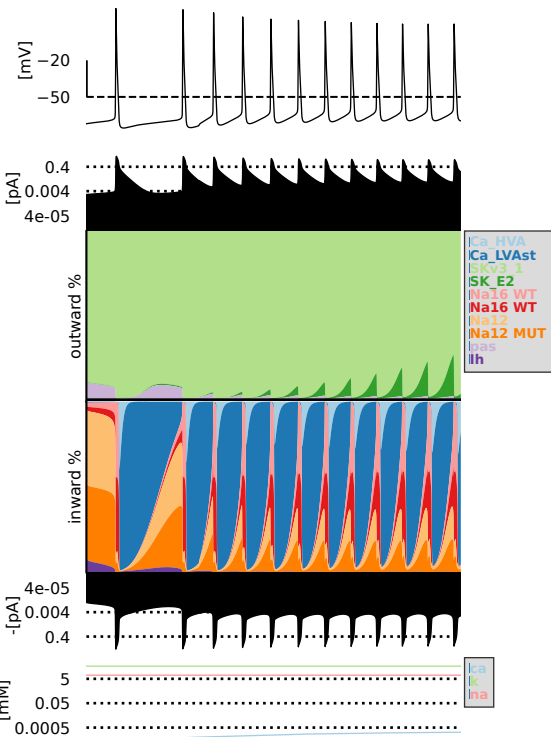 [mV]
−20
−50
[pA]
0.4
0.004
4e-05
outward %
Ca_HVA
Ca_LVAst
SKv3_1
SK_E2
Na16 WT
Na16 WT
Na12
Na12 MUT
pas
Ih
inward %
-[pA]
4e-05
0.004
0.4
[mM]
5
0.05
0.0005
ca
k
na